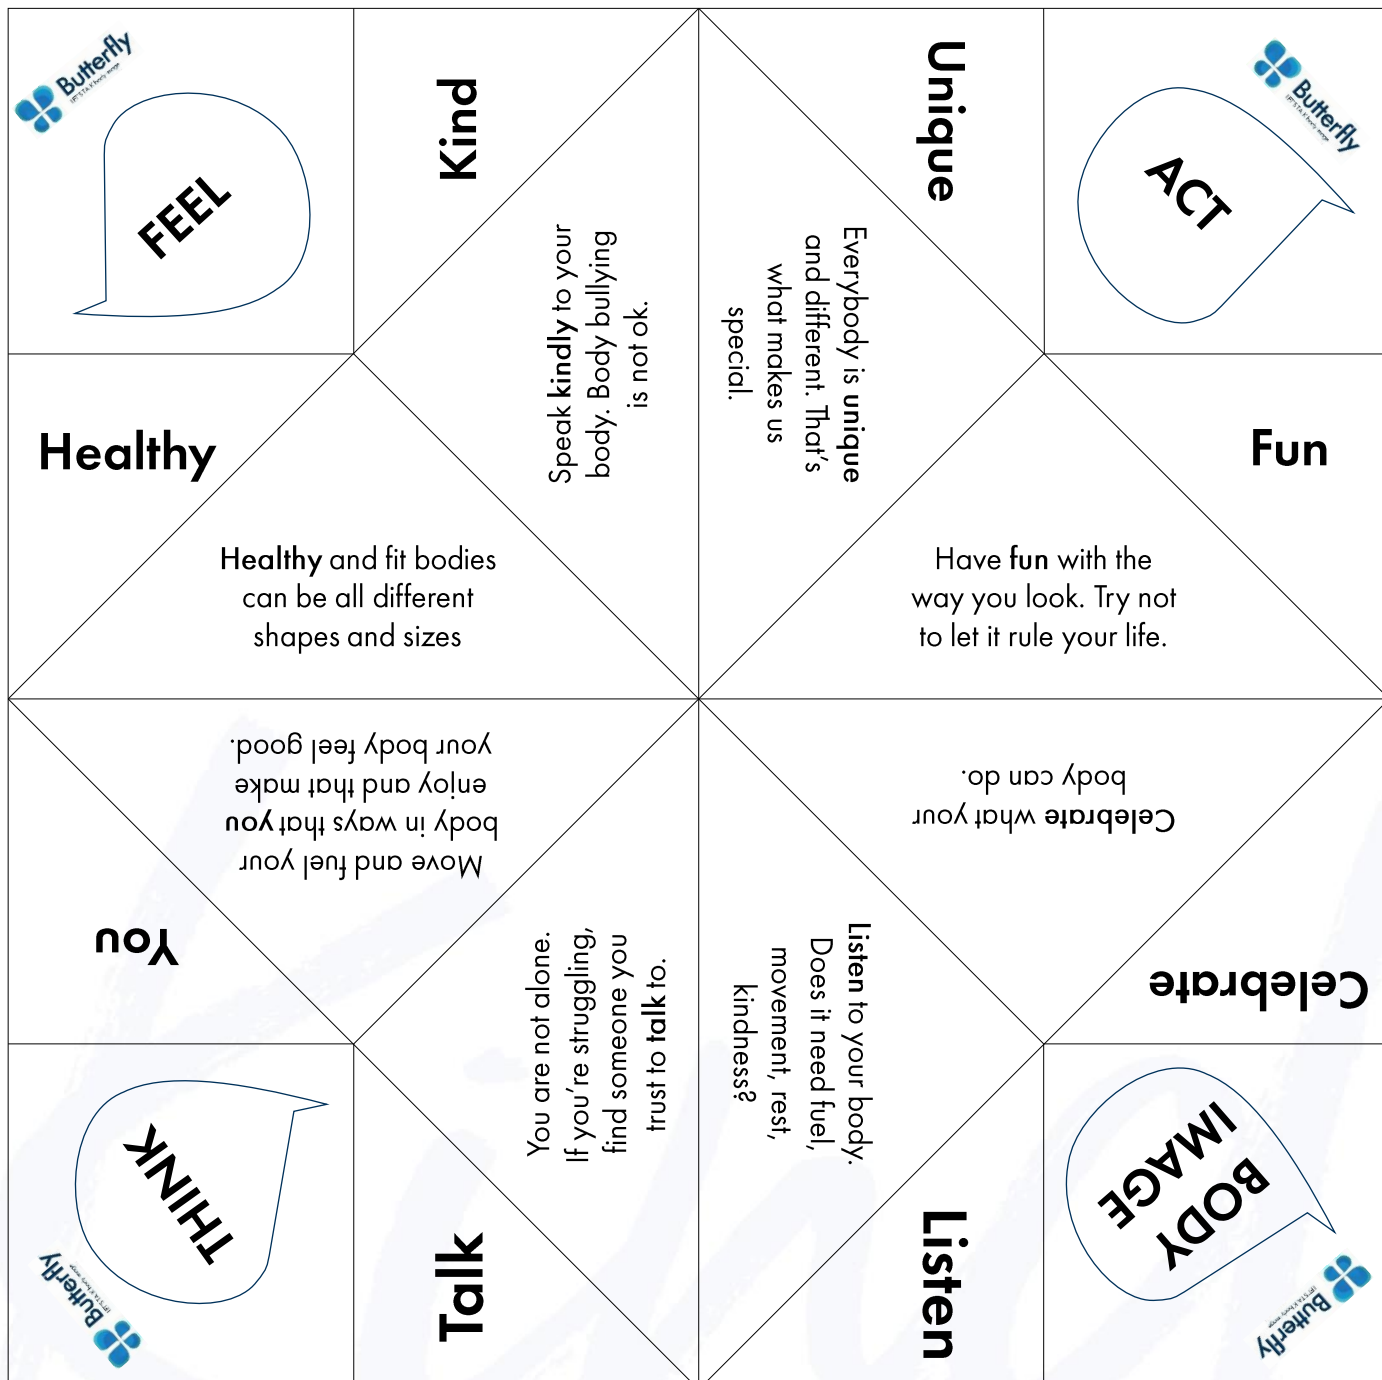 Butterfly
FEEL
Kind
Unique
Butterfly
ACT
Speak kindly to your
body. Body bullying
is not ok.
Everybody is unique
and different. That's
what makes us
special.
Healthy
Fun
Healthy and fit bodies
can be all different
shapes and sizes
Have fun with the
way you look. Try not
to let it rule your life.
Move and fuel your
body in ways that you
enjoy and that make
your body feel good.
Celebrate what your
body can do.
You
Celebrate
You are not alone.
If you're struggling,
find someone you
trust to talk to.
Listen to your body.
Does it need fuel,
movement, rest,
kindness?
THINK
Butterfly
Talk
Listen
BODY
IMAGE
Butterfly